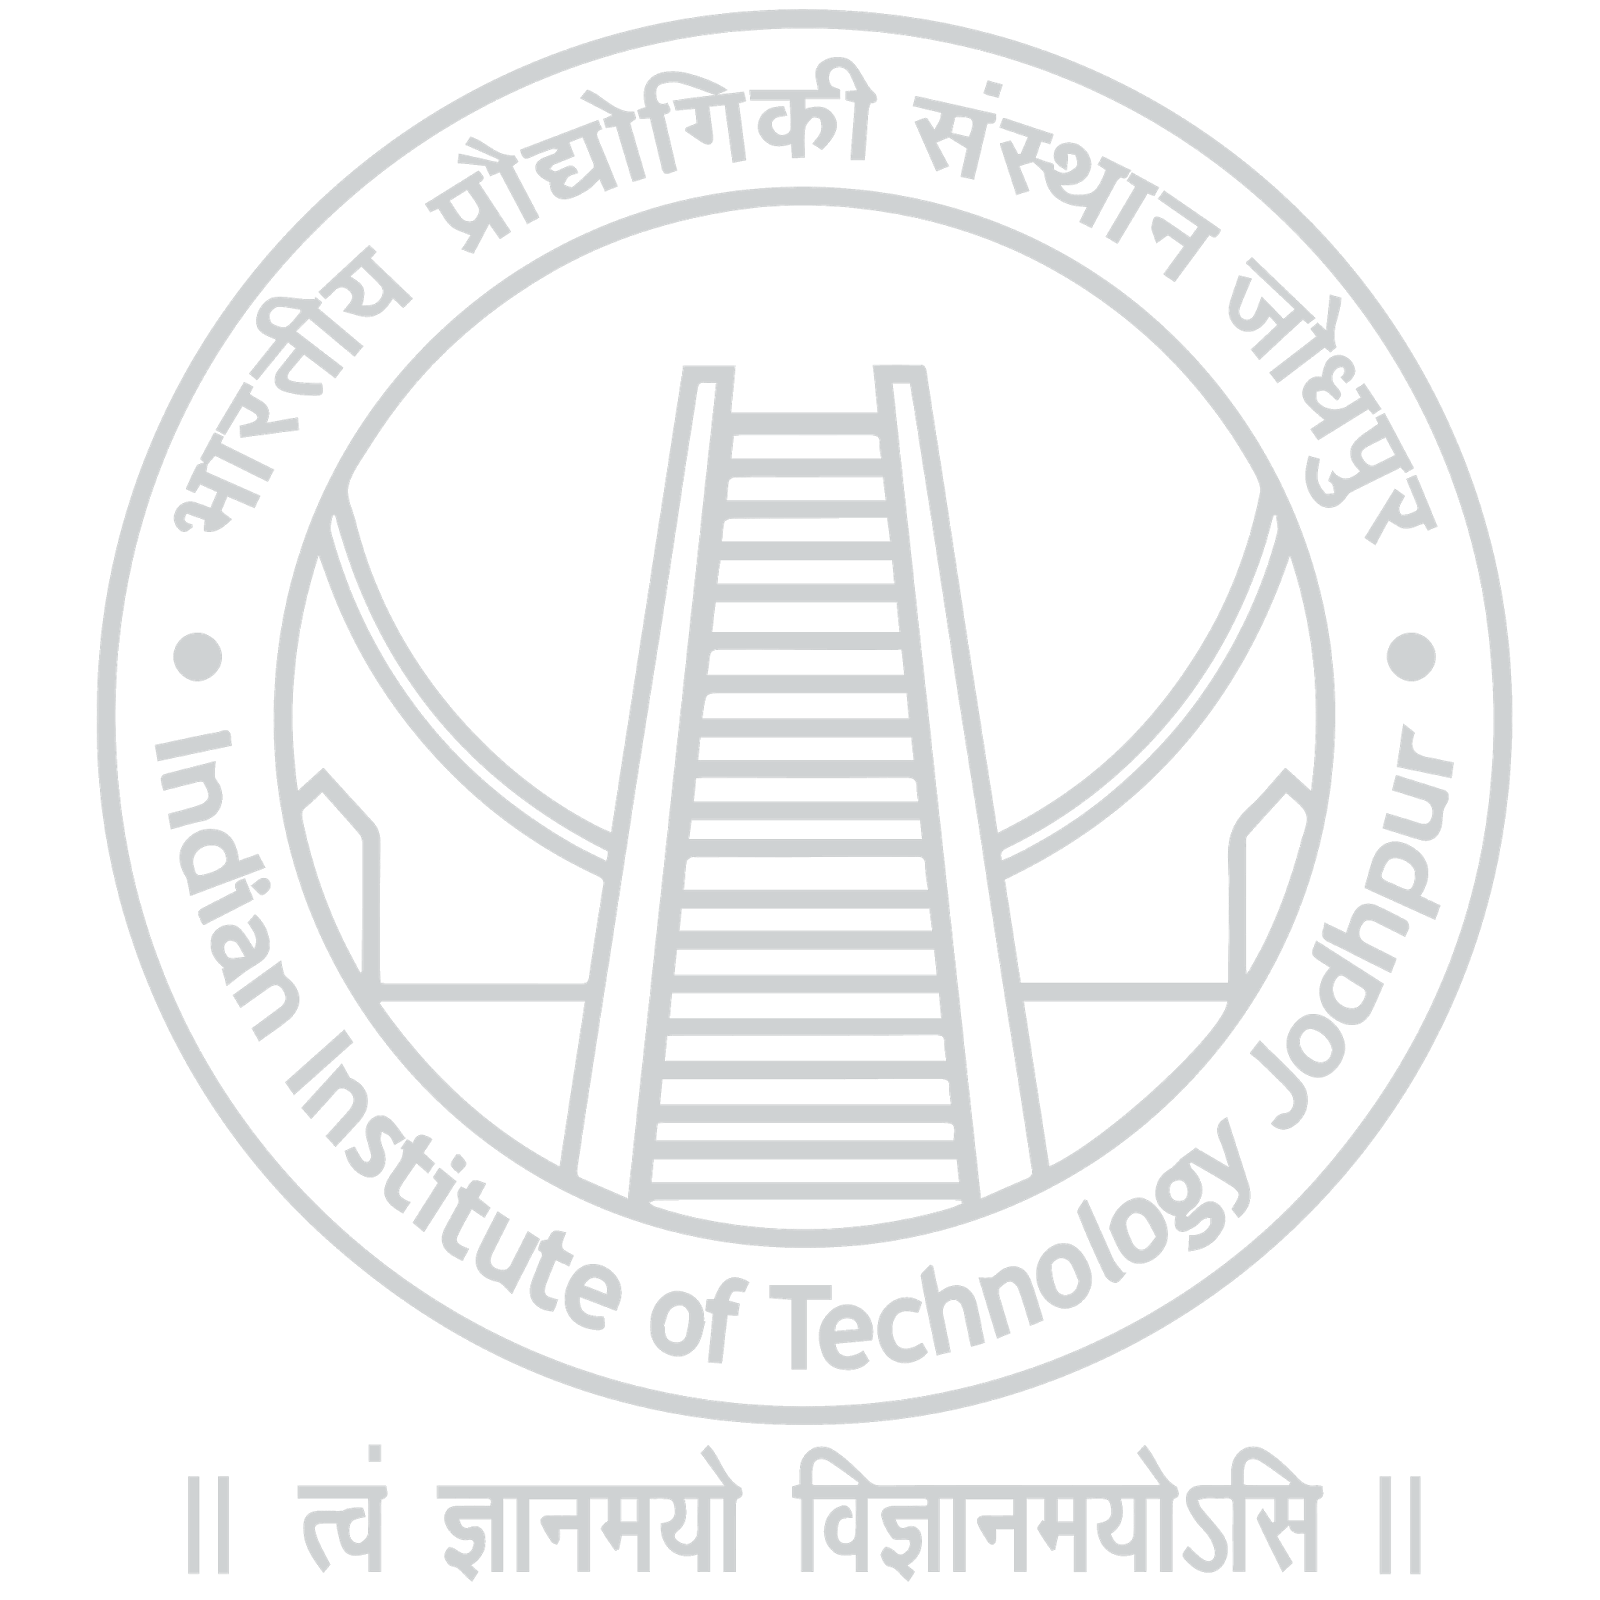 भारतीय प्रौद्योगिकी संस्थान जोधपुर
• Indian Institute of Technology Jodhpur •
॥ त्वं ज्ञानमयो विज्ञानमयोऽसि ॥